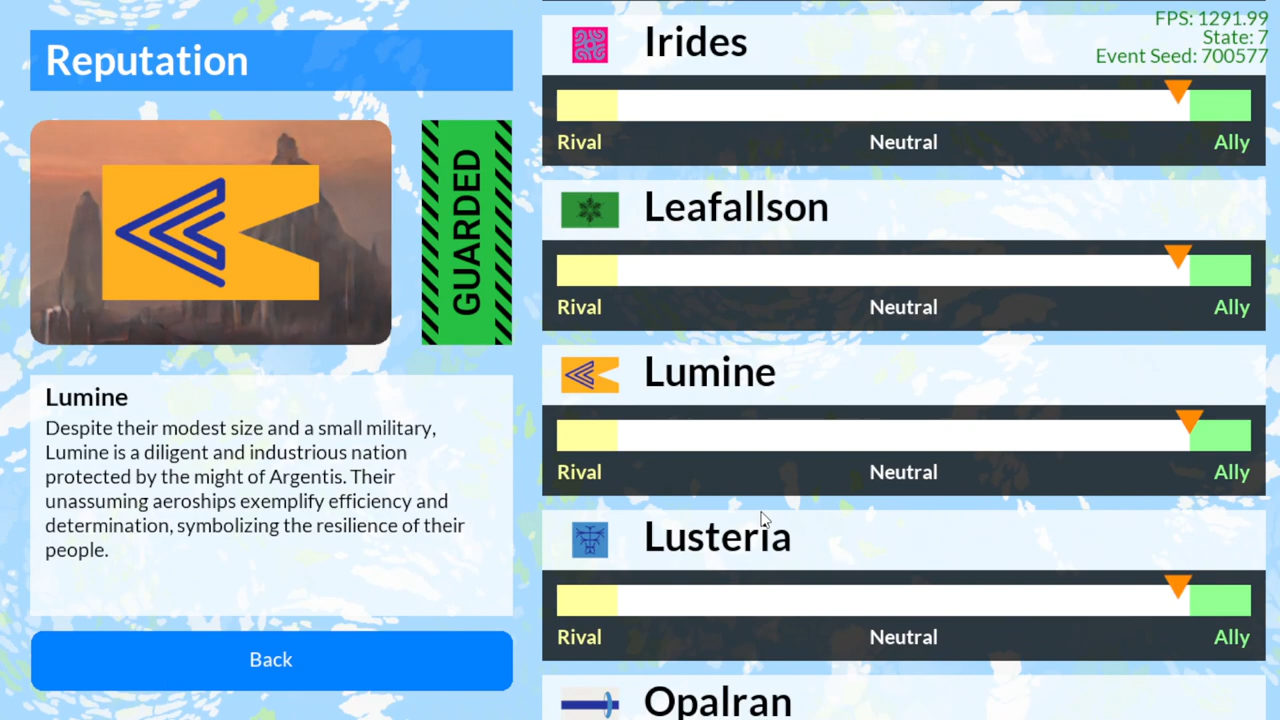 Reputation
GUARDED
Lumine
Despite their modest size and a small military,
Lumine is a diligent and industrious nation
protected by the might of Argentis. Their
unassuming aeroships exemplify efficiency and
determination, symbolizing the resilience of their
people.
Back
FPS: 1291.99
State: 7
Event Seed: 700577
Irides
Rival Neutral Ally
Leafallson
Rival Neutral Ally
Lumine
Rival Neutral Ally
Lusteria
Rival Neutral Ally
Opalran